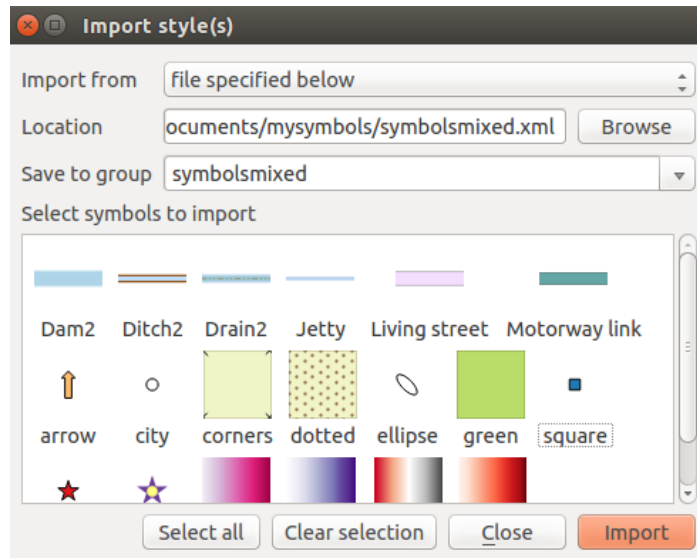 Import style(s)
Import from file specified below
Location ocuments/mysymbols/symbolsmixed.xml Browse
Save to group symbolsmixed
Select symbols to import
Dam2 Ditch2 Drain2 Jetty Living street Motorway link
arrow city corners dotted ellipse green square
Select all Clear selection Close Import